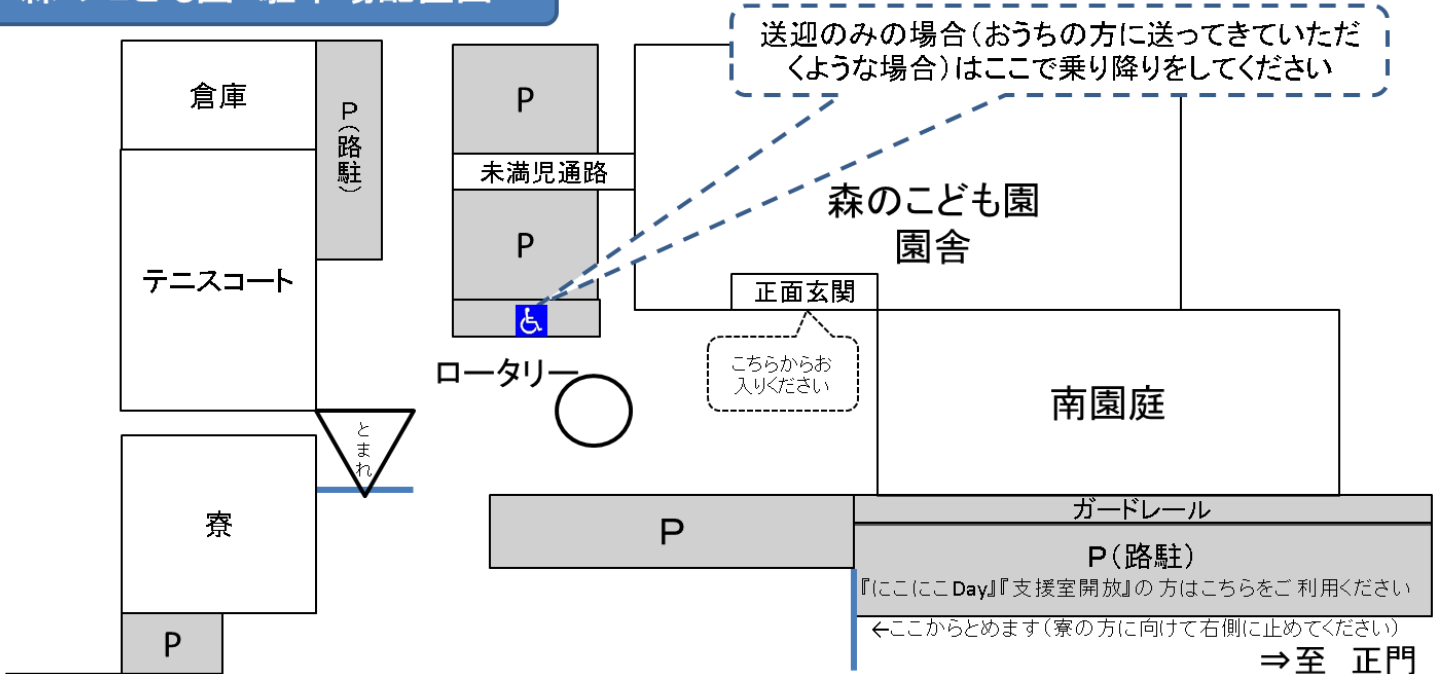 送迎のみの場合(おうちの方に送ってきていただ
くような場合)はここで乗り降りをしてください
倉庫
P(路駐)
P
未満児通路
P
森のこども園
園舎
テニスコート
正面玄関
こちらからお
入りください
ロータリー
南園庭
とまれ
寮
P
ガードレール
P(路駐)
『にこにこDay』『支援室開放』の方はこちらをご利用ください
←ここからとめます(寮の方に向けて右側に止めてください)
P
⇒至 正門